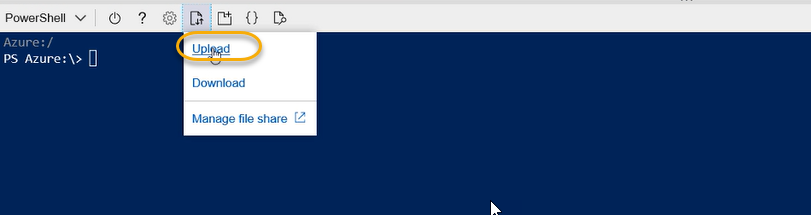 PowerShell
?
{}
Upload
Azure:/
PS Azure:\>
Download
Manage file share